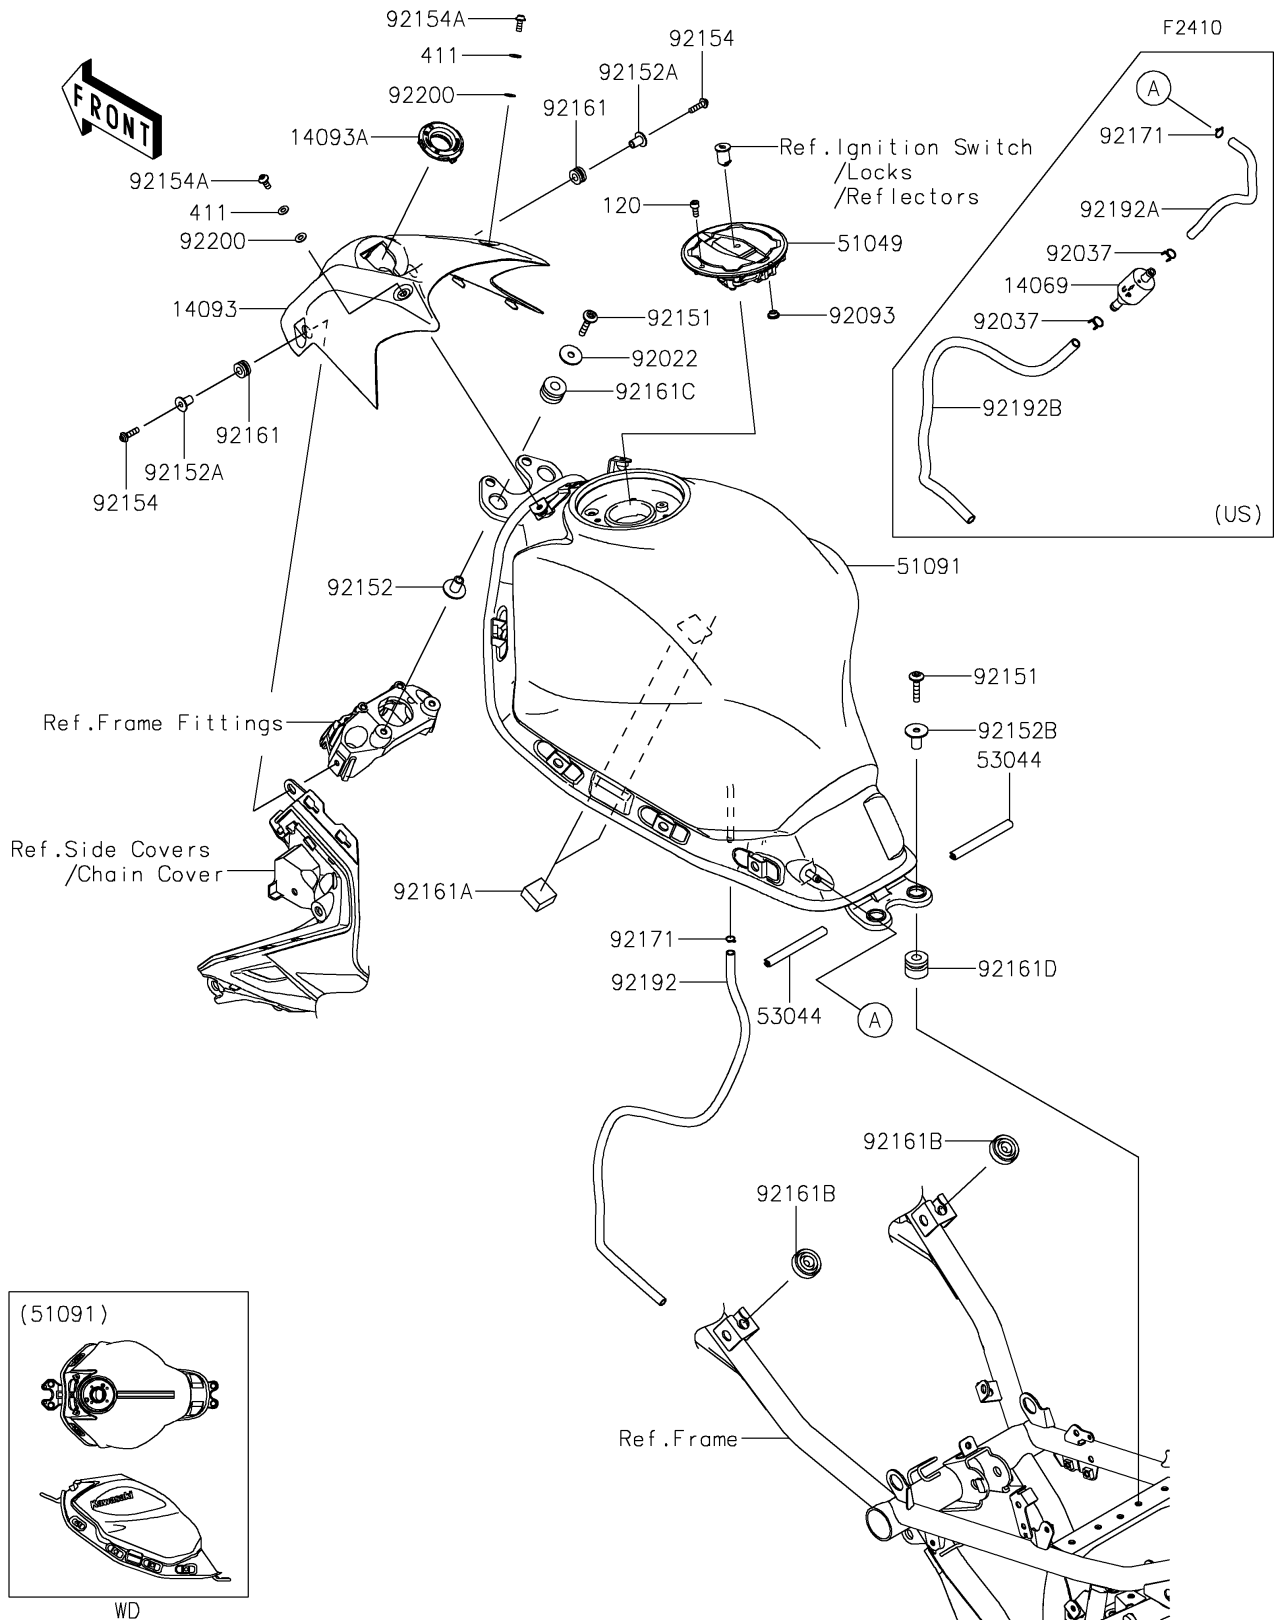 92154A
F2410
411
92154
92152A
92200
92161
A
FRONT
14093A
92171
Ref.Ignition Switch
/Locks
/Reflectors
92154A
120
92192A
411
51049
92200
92037
14069
14093
92151
92093
92037
92022
92161C
92192B
92161
92152A
92154
(US)
51091
92152
92151
Ref.Frame Fittings
92152B
53044
Ref.Side Covers
/Chain Cover
92161A
92171
92161D
92192
53044
A
92161B
92161B
(51091)
Ref.Frame
Kawasaki
WD